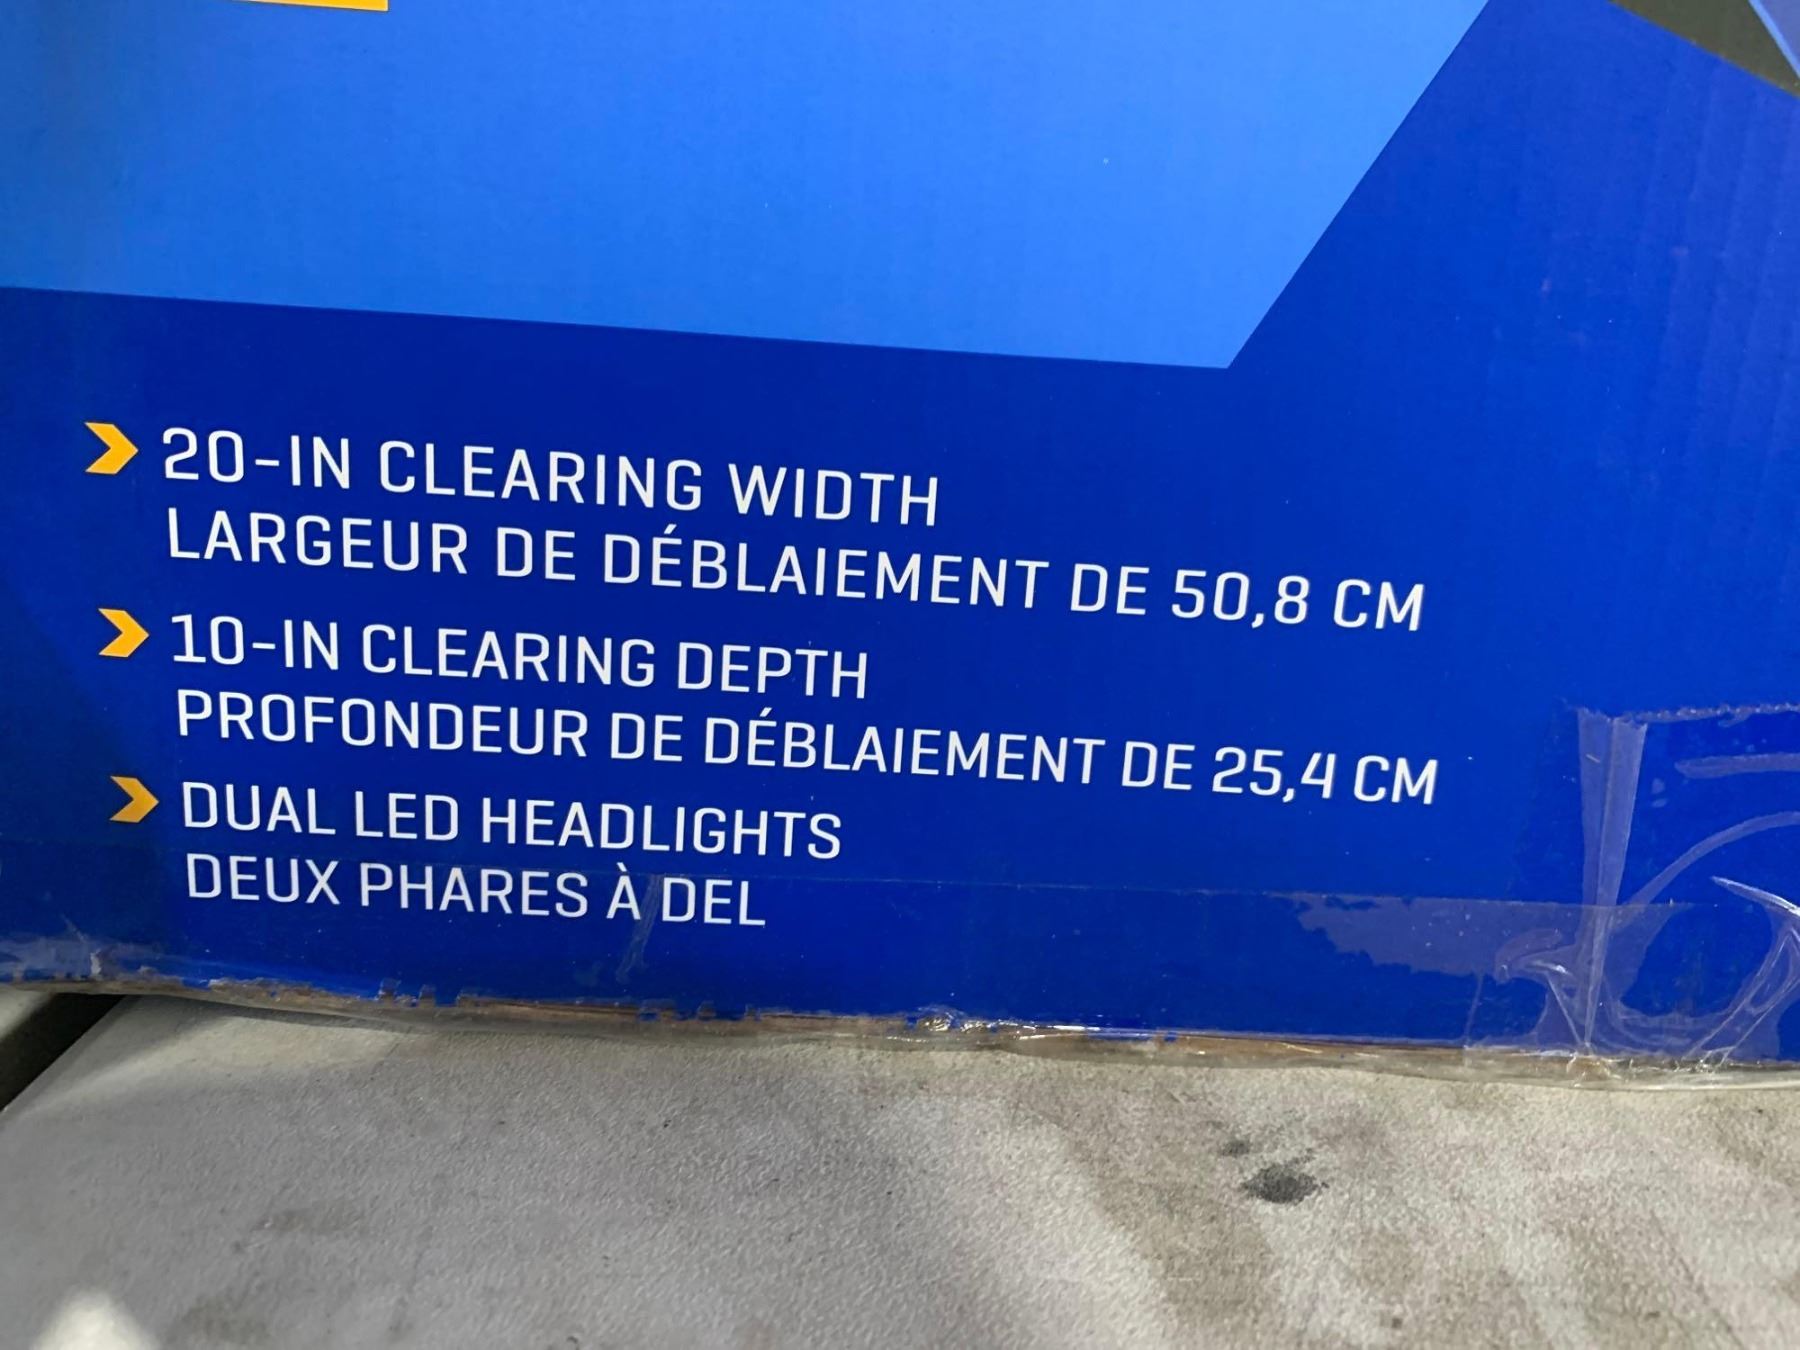 20-IN CLEARING WIDTH
LARGEUR DE DÉBLAIEMENT DE 50,8 CM
10-IN CLEARING DEPTH
PROFONDEUR DE DÉBLAIEMENT DE 25,4 CM
DUAL LED HEADLIGHTS
DEUX PHARES À DEL